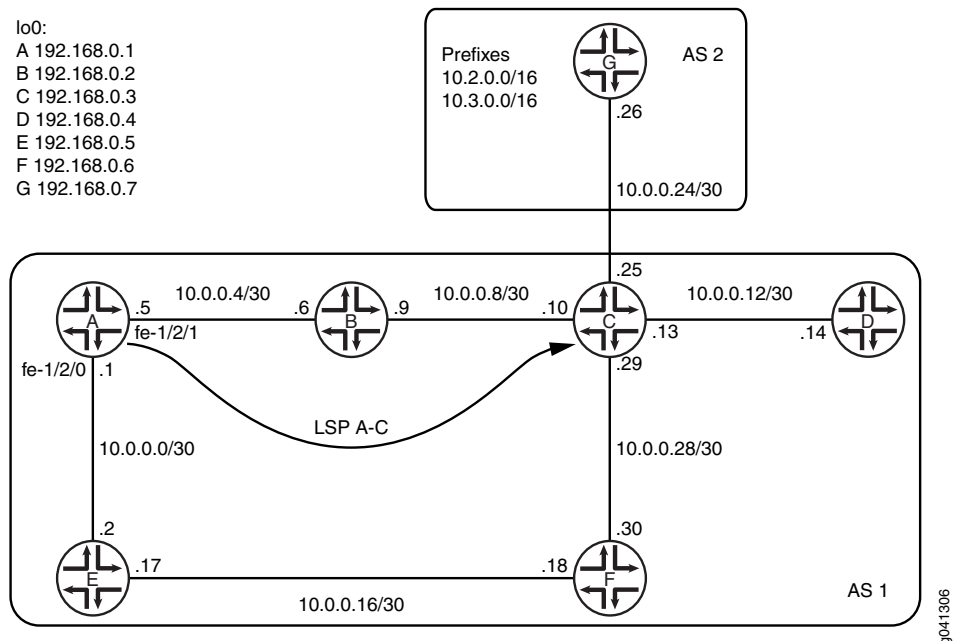 lo0:
A 192.168.0.1
B 192.168.0.2
C 192.168.0.3
D 192.168.0.4
E 192.168.0.5
F 192.168.0.6
G 192.168.0.7
Prefixes
10.2.0.0/16
10.3.0.0/16
G
AS 2
.26
10.0.0.24/30
.25
10.0.0.4/30
10.0.0.8/30
10.0.0.12/30
A
.5
.6
B
.9
.10
C
.13
.14
D
fe-1/2/1
fe-1/2/0
.1
.29
LSP A-C
10.0.0.0/30
10.0.0.28/30
.2
.30
E
.17
.18
F
10.0.0.16/30
AS 1
g041306